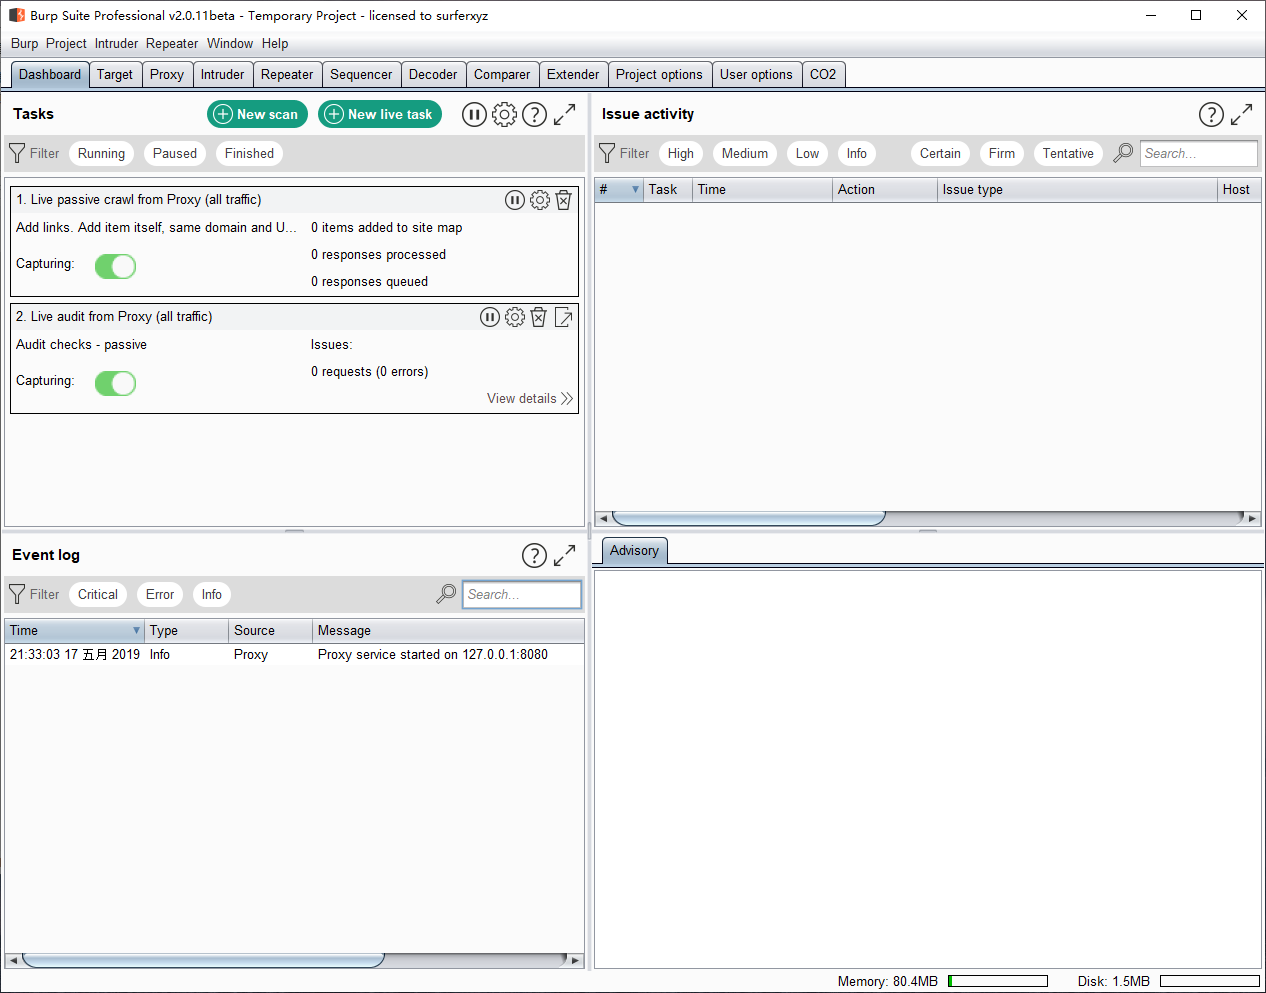 Burp Suite Professional v2.0.11beta - Temporary Project - licensed to surferxyz
Burp Project Intruder Repeater Window Help
Dashboard Target Proxy Intruder Repeater Sequencer Decoder Comparer Extender Project options User options CO2
Tasks New scan New live task
Filter Running Paused Finished
1. Live passive crawl from Proxy (all traffic)
Add links. Add item itself, same domain and U... 0 items added to site map
0 responses processed
Capturing:
0 responses queued
2. Live audit from Proxy (all traffic)
Audit checks - passive Issues:
0 requests (0 errors)
Capturing:
View details
Issue activity
Filter High Medium Low Info Certain Firm Tentative Search...
# Task Time Action Issue type Host
Event log
Filter Critical Error Info Search...
Time Type Source Message
21:33:03 17 五月 2019 Info Proxy Proxy service started on 127.0.0.1:8080
Advisory
Memory: 80.4MB Disk: 1.5MB